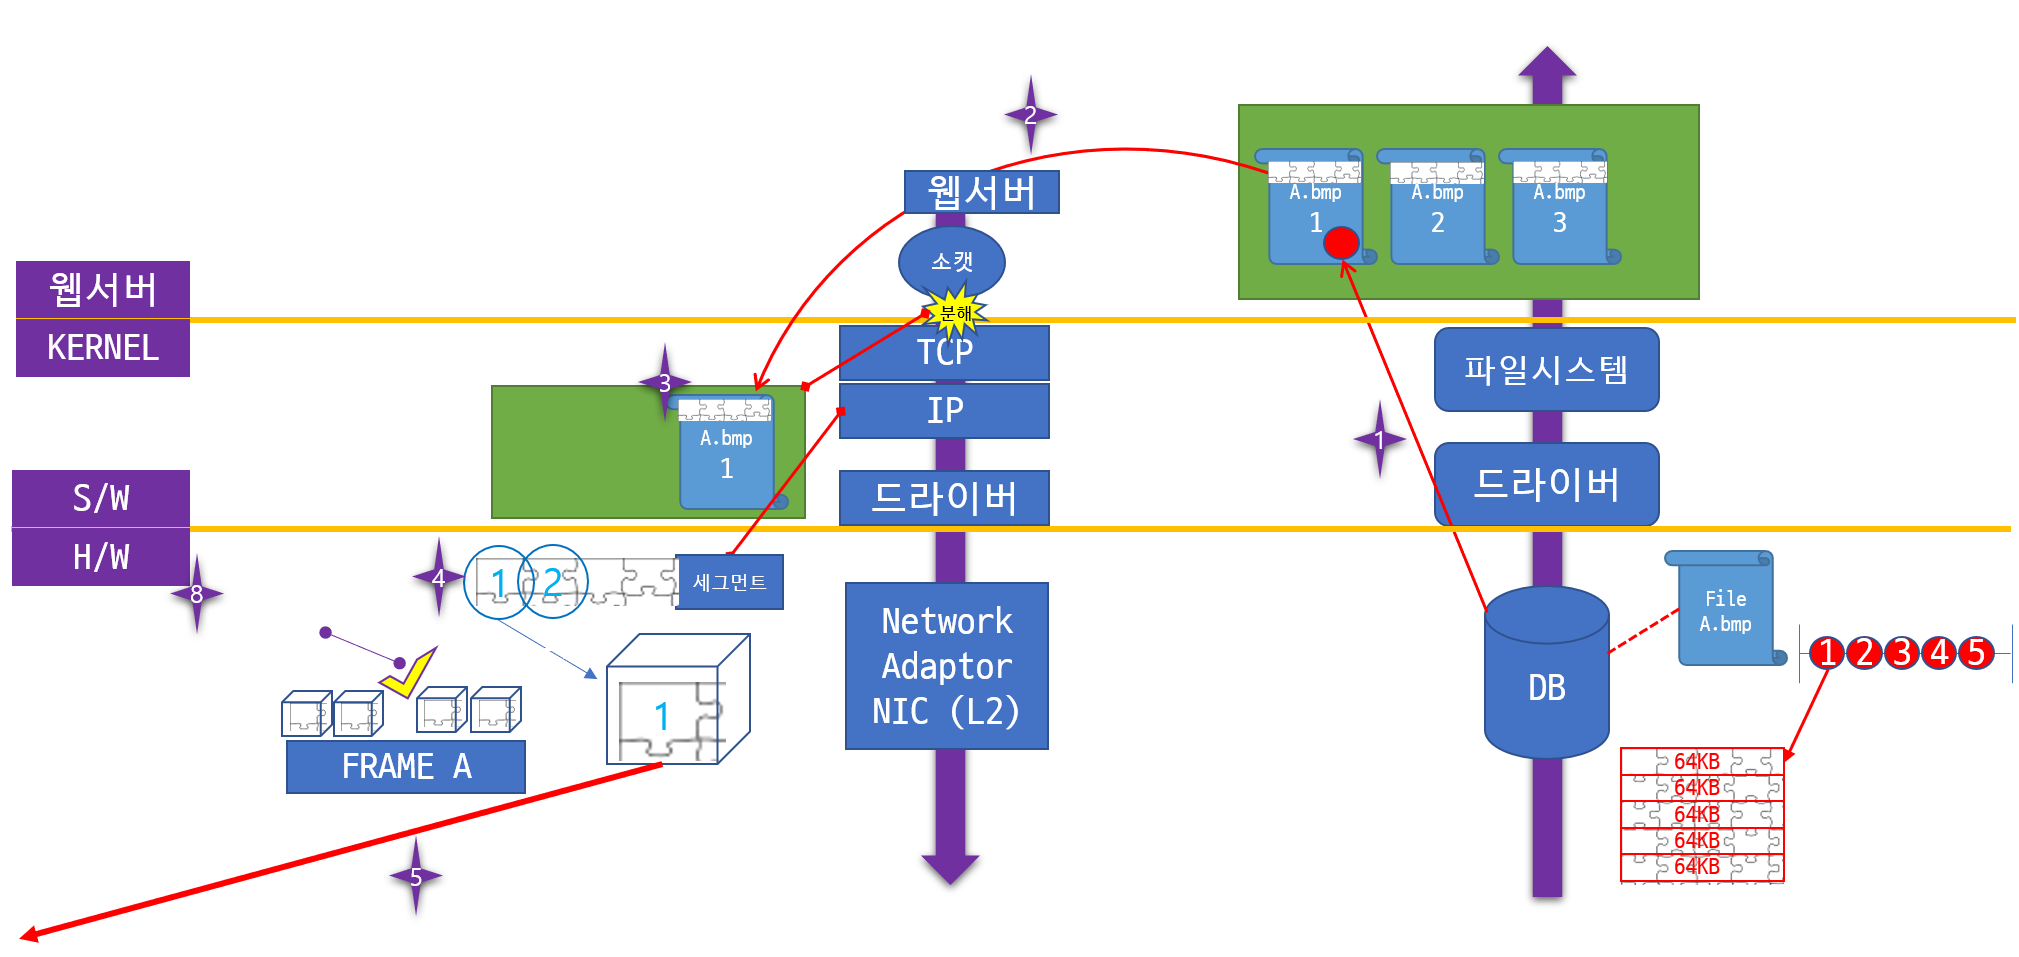 2
웹서버
A.bmp
1
A.bmp
2
A.bmp
3
소캣
분해
웹서버
KERNEL
TCP
IP
파일시스템
3
A.bmp
1
1
드라이버
드라이버
S/W
H/W
8
4
1
2
세그먼트
Network
Adaptor
NIC (L2)
File
A.bmp
1
2
3
4
5
DB
1
FRAME A
64KB
64KB
64KB
64KB
64KB
5